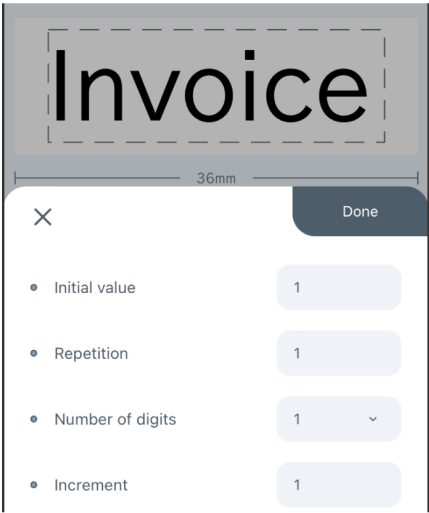 Invoice
36mm
Done
Initial value 1
Repetition 1
Number of digits 1
Increment 1